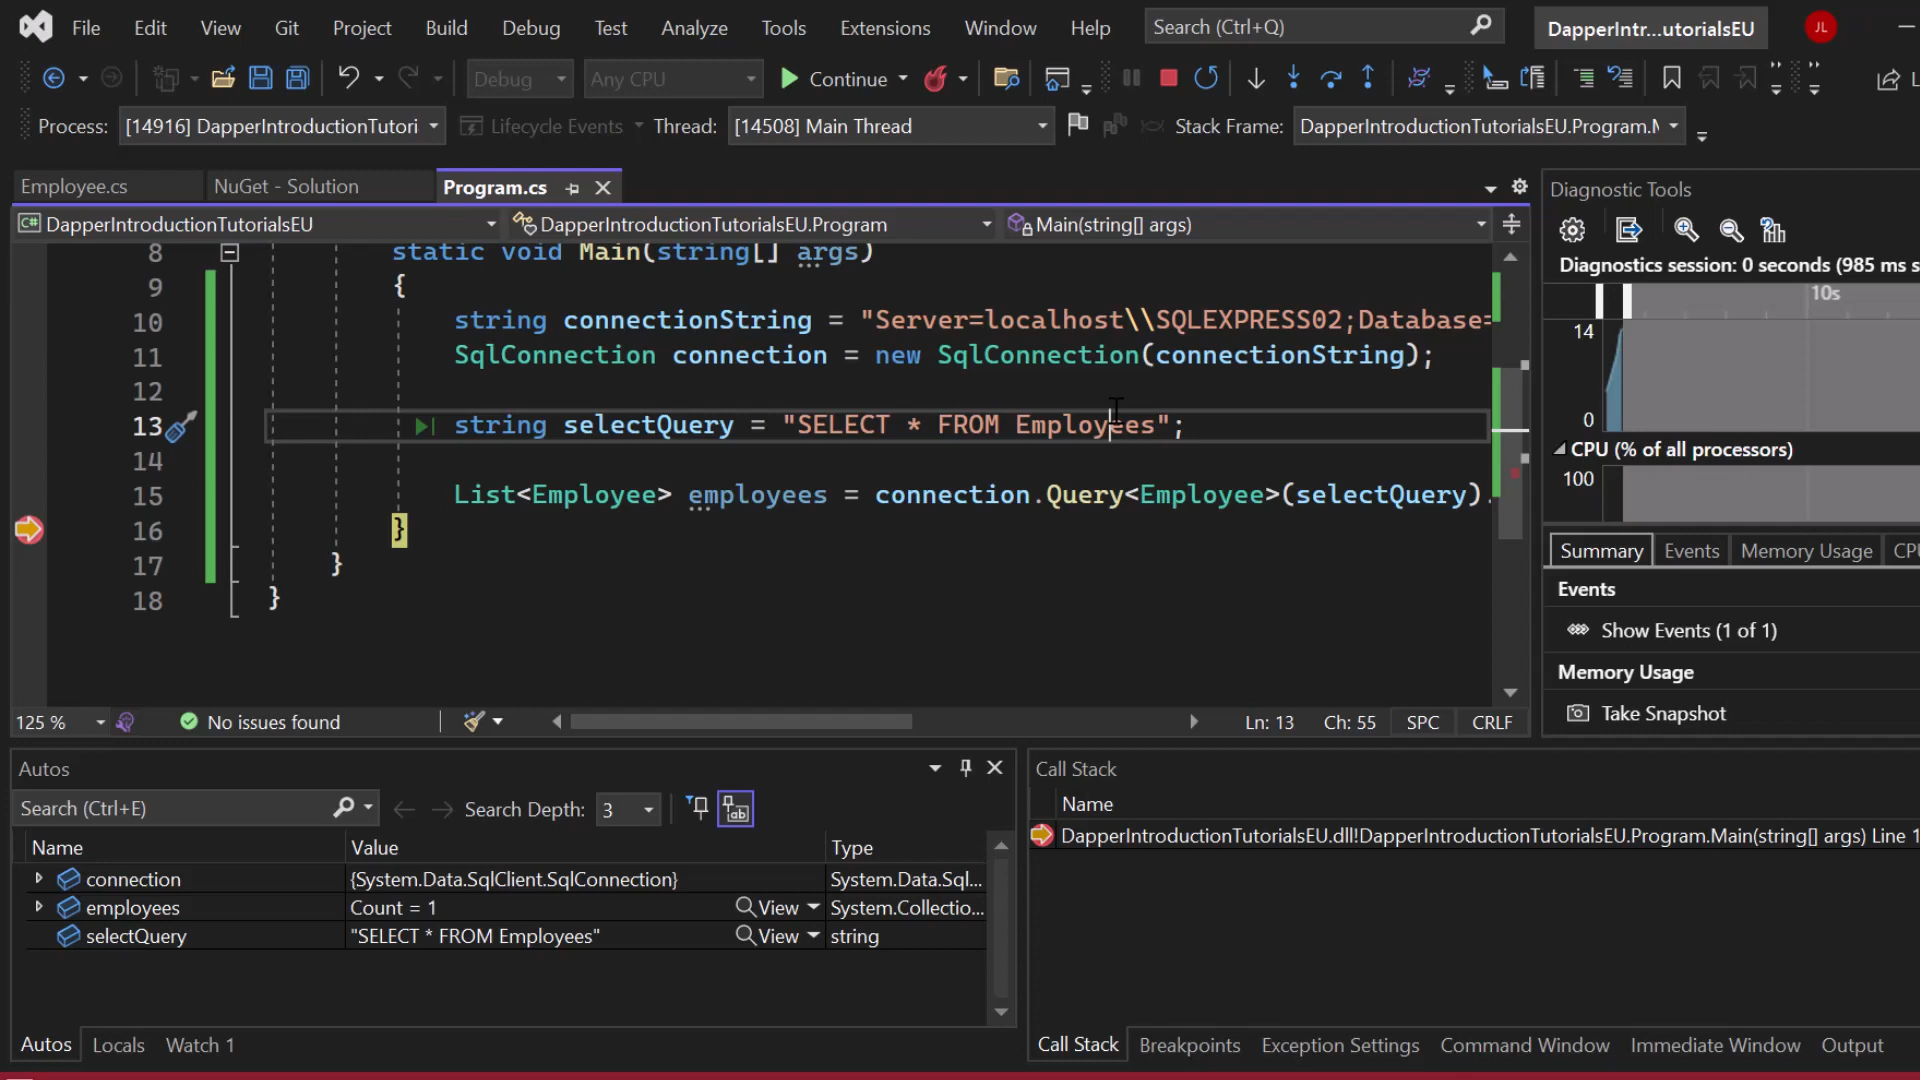 File Edit View Git Project Build Debug Test Analyze Tools Extensions Window Help Search (Ctrl+Q) DapperIntr...utorialsEU JL
Debug Any CPU Continue
Process: [14916] DapperIntroductionTutori Lifecycle Events Thread: [14508] Main Thread Stack Frame: DapperIntroductionTutorialsEU.Program.M
Employee.cs NuGet - Solution Program.cs
DapperIntroductionTutorialsEU DapperIntroductionTutorialsEU.Program Main(string[] args)
8 static void Main(string[] args)
9 {
10 string connectionString = "Server=localhost\\SQLEXPRESS02;Database=
11 SqlConnection connection = new SqlConnection(connectionString);
12
13 string selectQuery = "SELECT * FROM Employees";
14
15 List<Employee> employees = connection.Query<Employee>(selectQuery).
16 }
17 }
18 }
125 % No issues found Ln: 13 Ch: 55 SPC CRLF
Diagnostic Tools
Diagnostics session: 0 seconds (985 ms s
10s
14
0
CPU (% of all processors)
100
Summary Events Memory Usage CPU
Events
Show Events (1 of 1)
Memory Usage
Take Snapshot
Autos
Search (Ctrl+E) Search Depth: 3
Name Value Type
connection {System.Data.SqlClient.SqlConnection} System.Data.Sql...
employees Count = 1 View System.Collectio...
selectQuery "SELECT * FROM Employees" View string
Autos Locals Watch 1
Call Stack
Name
DapperIntroductionTutorialsEU.dll!DapperIntroductionTutorialsEU.Program.Main(string[] args) Line 1
Call Stack Breakpoints Exception Settings Command Window Immediate Window Output